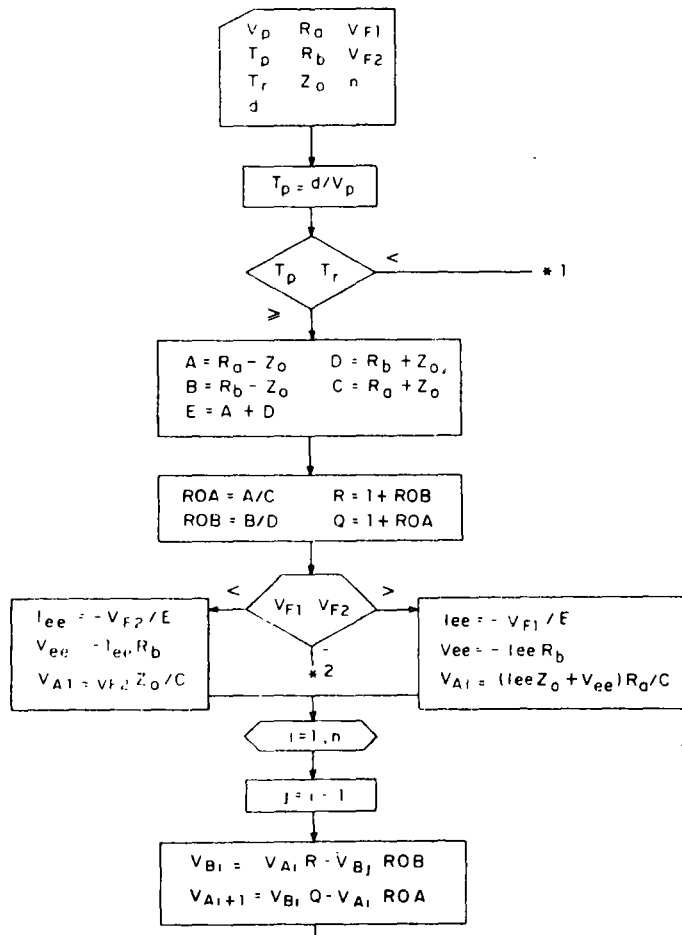 Vp Ra VF1
Tp Rb VF2
Tr Zo n
d
Tp = d/Vp
Tp Tr
<
* 1
≥
A = Ra - Zo D = Rb + Zo,
B = Rb - Zo C = Ra + Zo
E = A + D
ROA = A/C R = 1 + ROB
ROB = B/D Q = 1 + ROA
<
VF1 VF2
>
-
* 2
Iee = -VF2/E
Vee -Iee Rb
VA1 = VF2 Zo/C
Iee = - VF1/E
Vee = - Iee Rb
VA1 = (Iee Zo + Vee) Ra/C
i = 1, n
j = i - 1
VBi = VAi R - VBj ROB
VAi+1 = VBi Q - VAi ROA